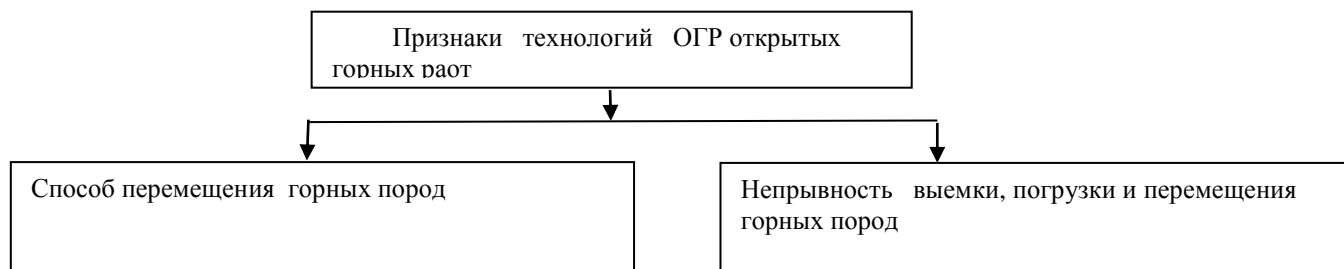 Признаки технологий ОГР открытых
горных раот
Способ перемещения горных пород
Непрывность выемки, погрузки и перемещения
горных пород